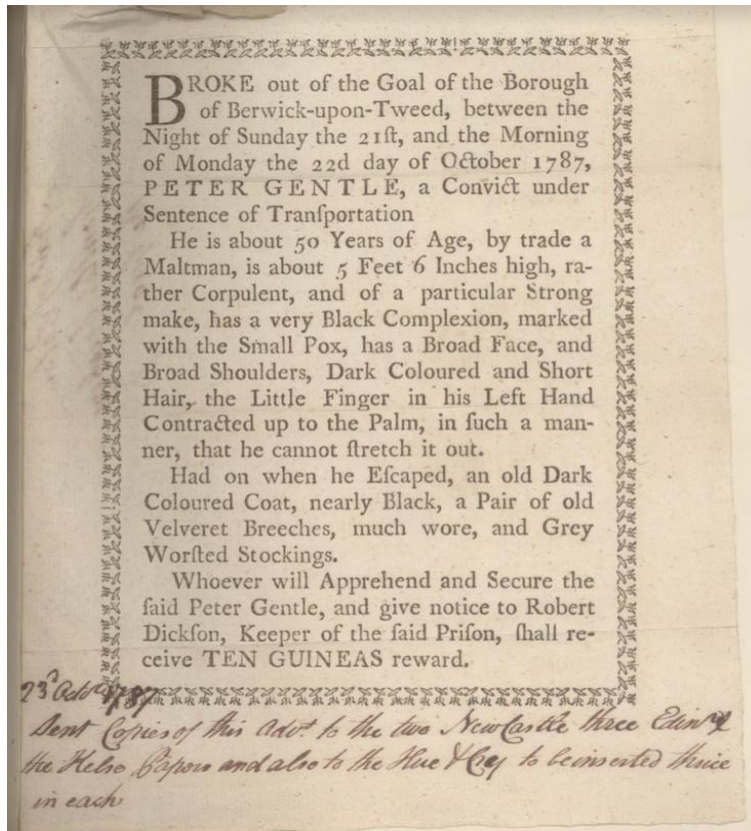 BROKE out of the Goal of the Borough
of Berwick-upon-Tweed, between the
Night of Sunday the 21ſt, and the Morning
of Monday the 22d day of October 1787,
PETER GENTLE, a Convict under
Sentence of Tranſportation
He is about 50 Years of Age, by trade a
Maltman, is about 5 Feet 6 Inches high, ra-
ther Corpulent, and of a particular Strong
make, has a very Black Complexion, marked
with the Small Pox, has a Broad Face, and
Broad Shoulders, Dark Coloured and Short
Hair, the Little Finger in his Left Hand
Contracted up to the Palm, in ſuch a man-
ner, that he cannot ſtretch it out.
Had on when he Eſcaped, an old Dark
Coloured Coat, nearly Black, a Pair of old
Velveret Breeches, much wore, and Grey
Worſted Stockings.
Whoever will Apprehend and Secure the
ſaid Peter Gentle, and give notice to Robert
Dickſon, Keeper of the ſaid Priſon, ſhall re-
ceive TEN GUINEAS reward.
23d Octr 1787
Sent Copies of this Advt. to the two NewCastle three Edinr &
the Kelso Papers and also to the Hue & Cry to be inserted thrice
in each